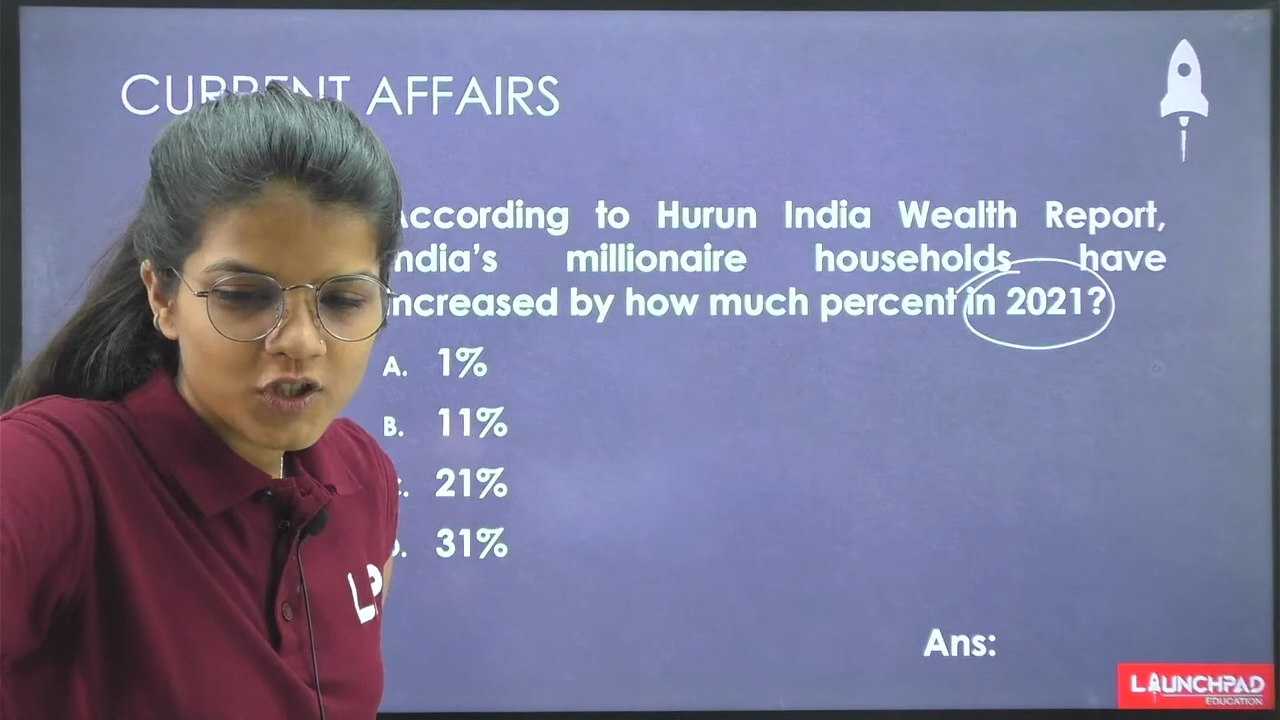 CURRENT AFFAIRS
According to Hurun India Wealth Report,
India's millionaire households have
increased by how much percent in 2021?
A. 1%
B. 11%
C. 21%
D. 31%
Ans:
LP
LAUNCHPAD
EDUCATION